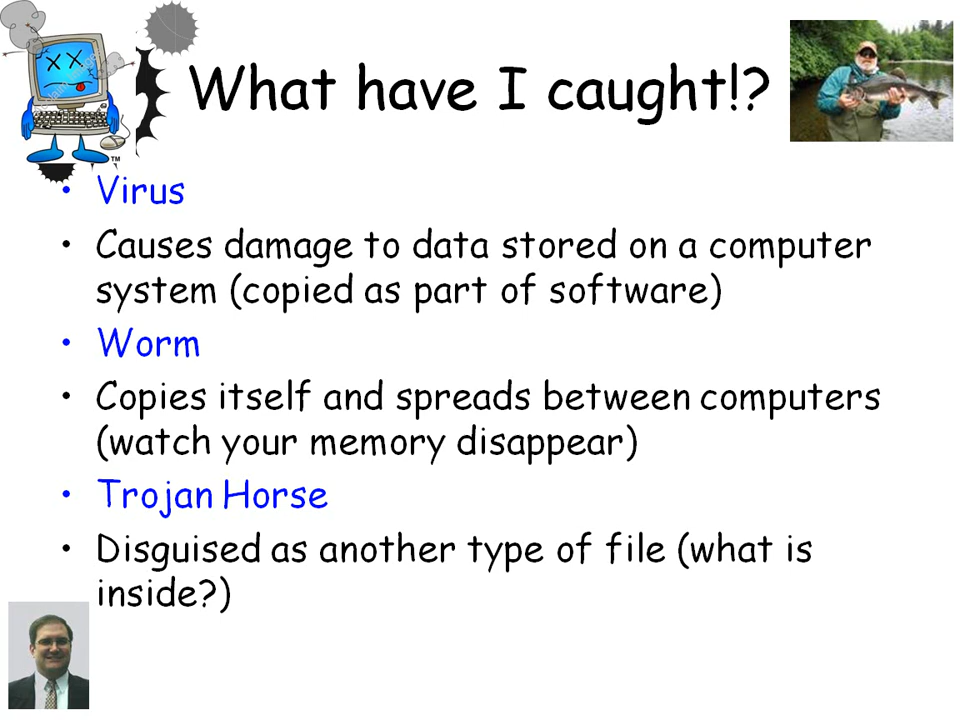 What have I caught!?
• Virus
• Causes damage to data stored on a computer
system (copied as part of software)
• Worm
• Copies itself and spreads between computers
(watch your memory disappear)
• Trojan Horse
• Disguised as another type of file (what is
inside?)
TM